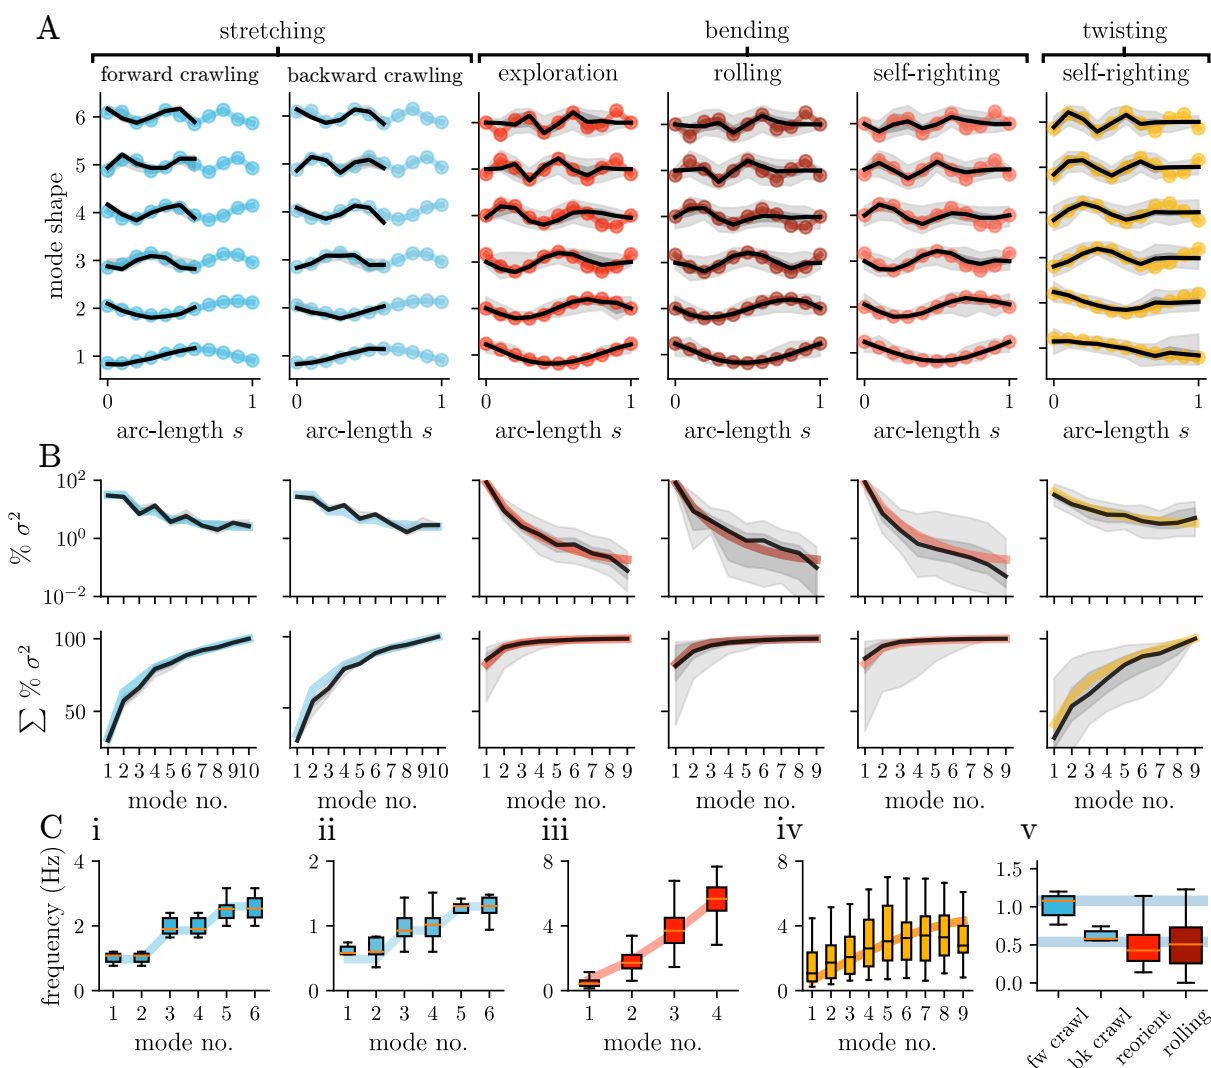 A
stretching bending twisting
forward crawling backward crawling exploration rolling self-righting self-righting
mode shape
6
5
4
3
2
1
0 1 0 1 0 1 0 1 0 1 0 1
arc-length s arc-length s arc-length s arc-length s arc-length s arc-length s
B
% σ²
10²
10⁰
10⁻²
∑ % σ²
100
50
1 2 3 4 5 6 7 8 9 10 1 2 3 4 5 6 7 8 9 10 1 2 3 4 5 6 7 8 9 1 2 3 4 5 6 7 8 9 1 2 3 4 5 6 7 8 9 1 2 3 4 5 6 7 8 9
mode no. mode no. mode no. mode no. mode no. mode no.
C i ii iii iv v
frequency (Hz)
4 2 8 8 1.5
1.0
2 1 4 4 0.5
0 0 0 0 0.0
1 2 3 4 5 6 1 2 3 4 5 6 1 2 3 4 1 2 3 4 5 6 7 8 9
mode no. mode no. mode no. mode no.
fw crawl
bk crawl
reorient
rolling